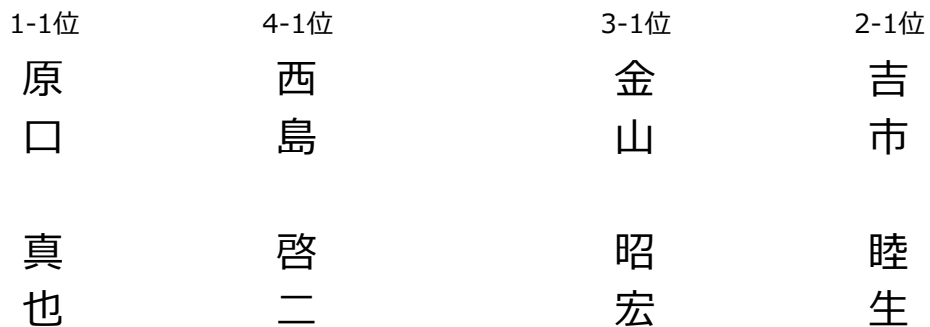 1-1位
4-1位
3-1位
2-1位
原口 真也
西島 啓二
金山 昭宏
吉市 睦生